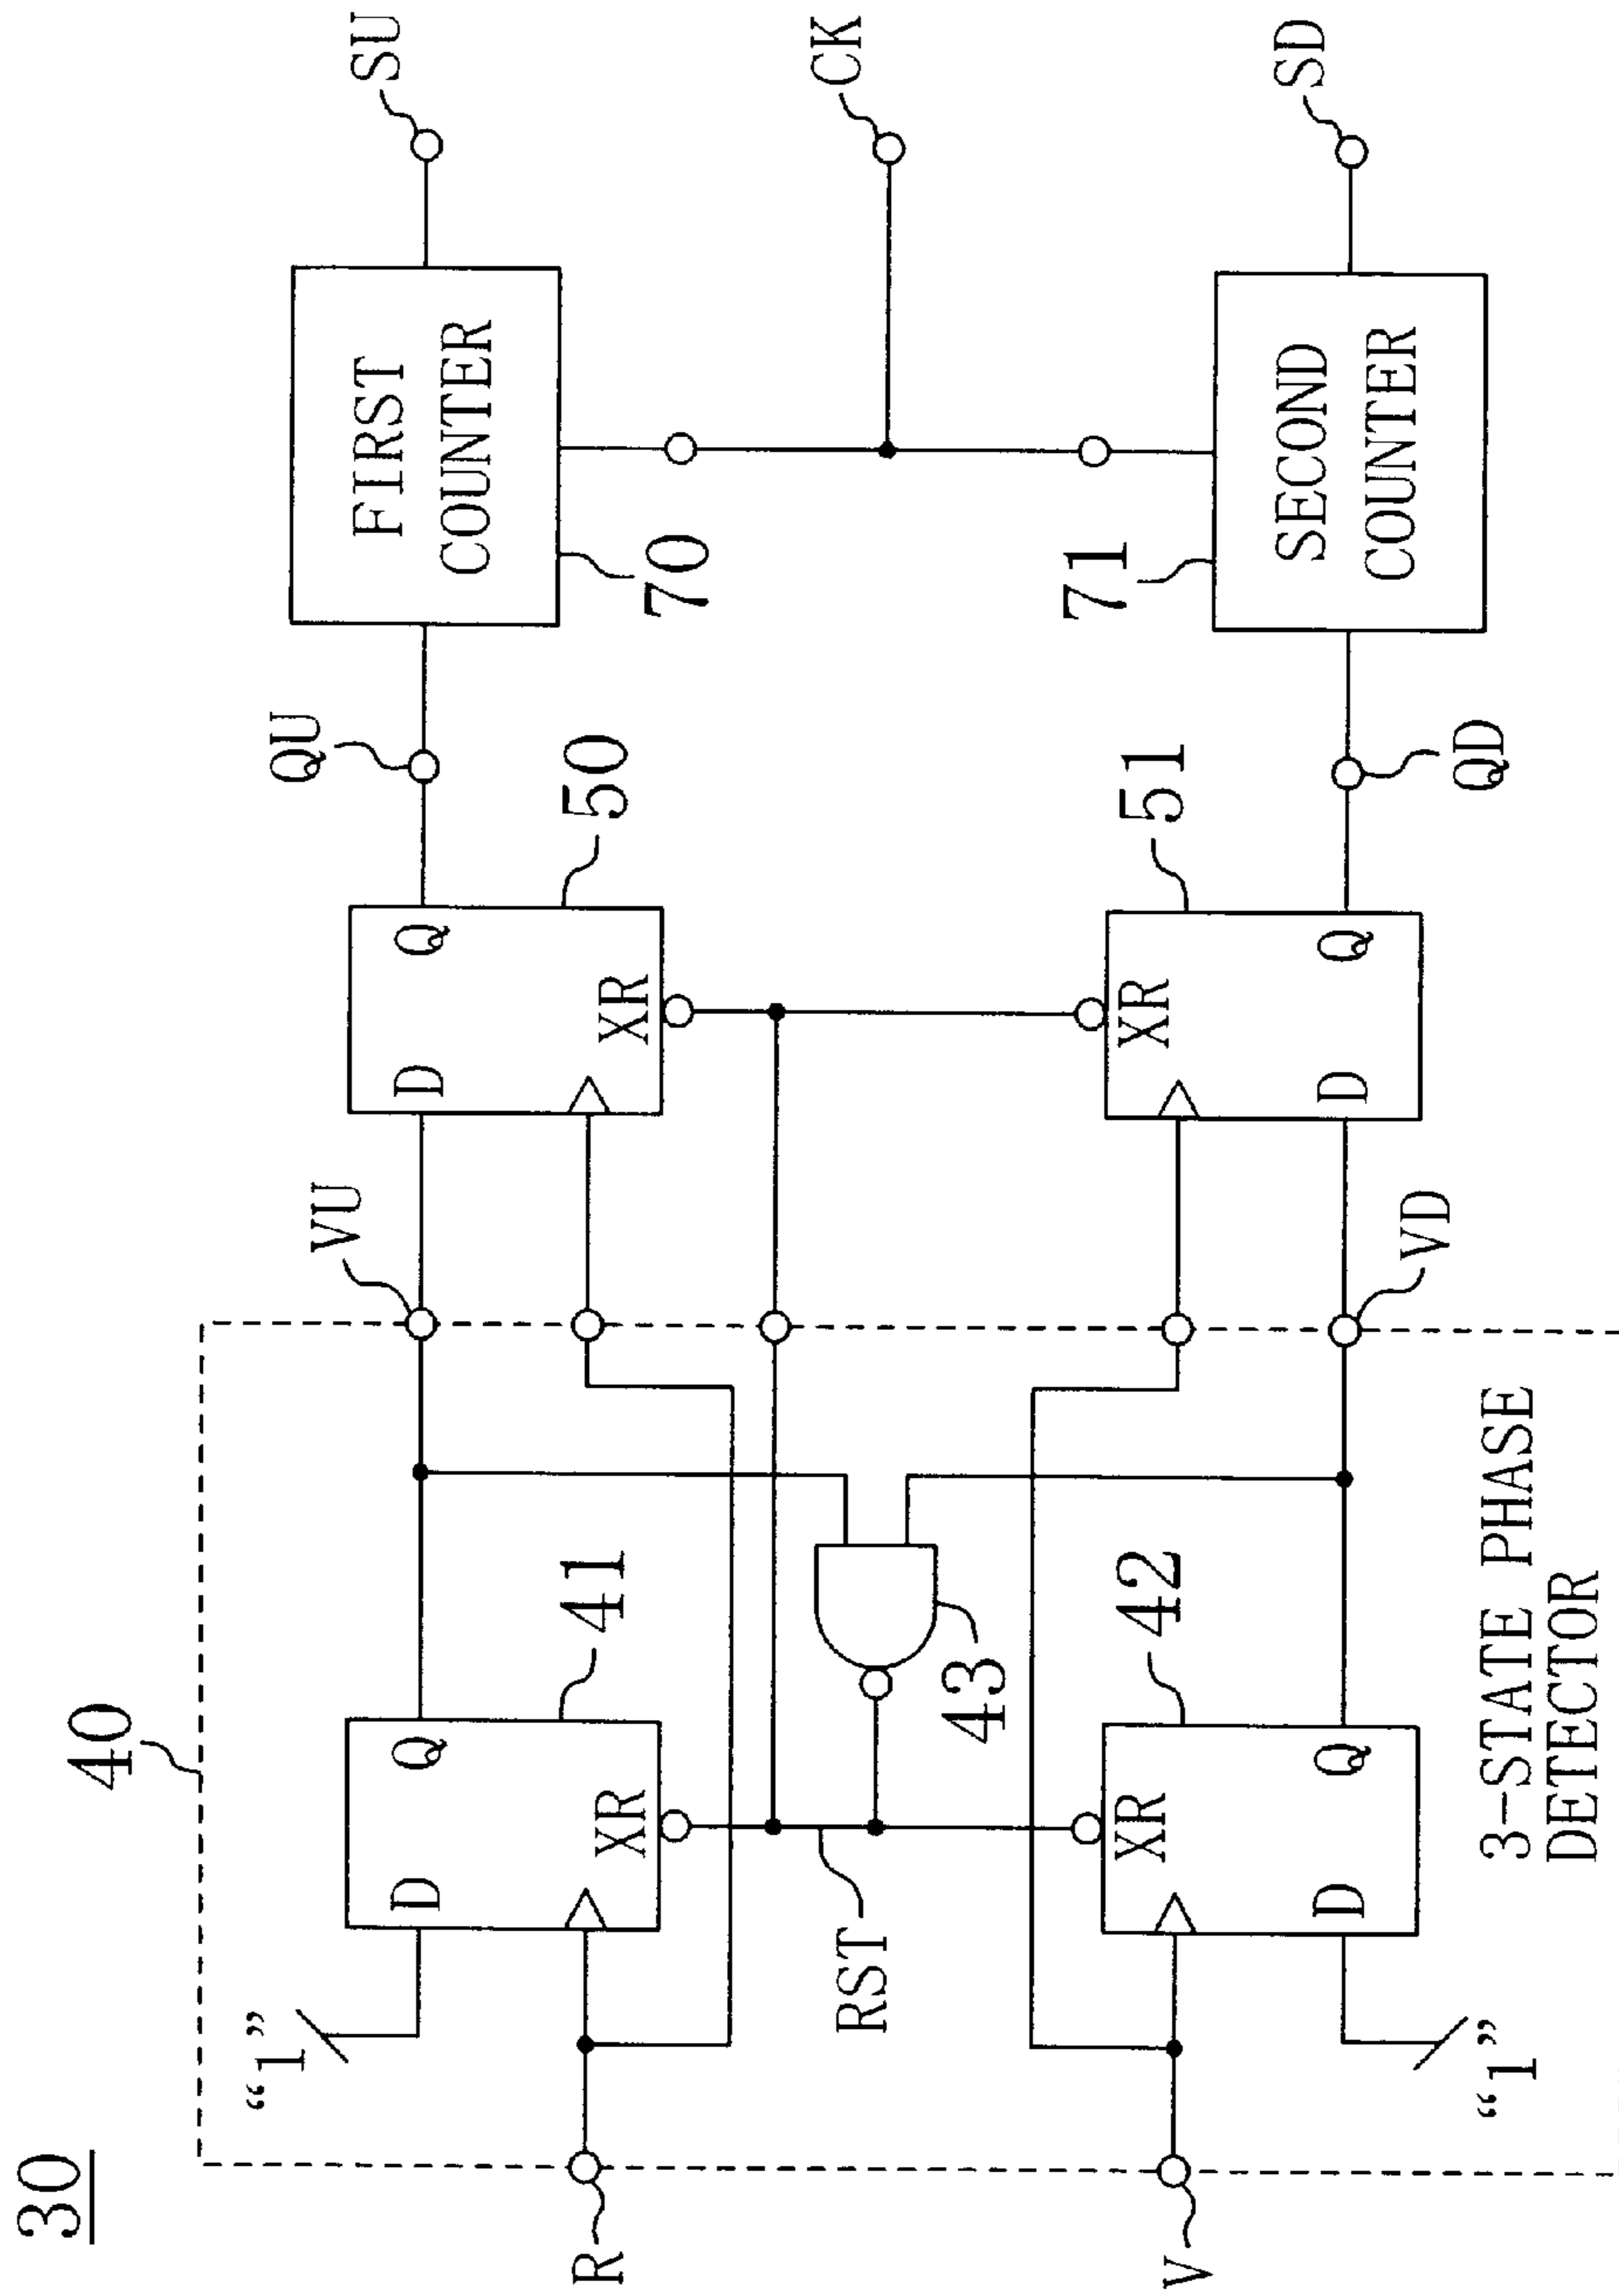 30
40
“1”
D
Q
XR
41
VU
D
Q
XR
50
QU
FIRST
COUNTER
70
SU
R
RST
43
CK
V
XR
D
Q
42
“1”
VD
XR
D
Q
51
QD
SECOND
COUNTER
71
SD
3-STATE PHASE
DETECTOR